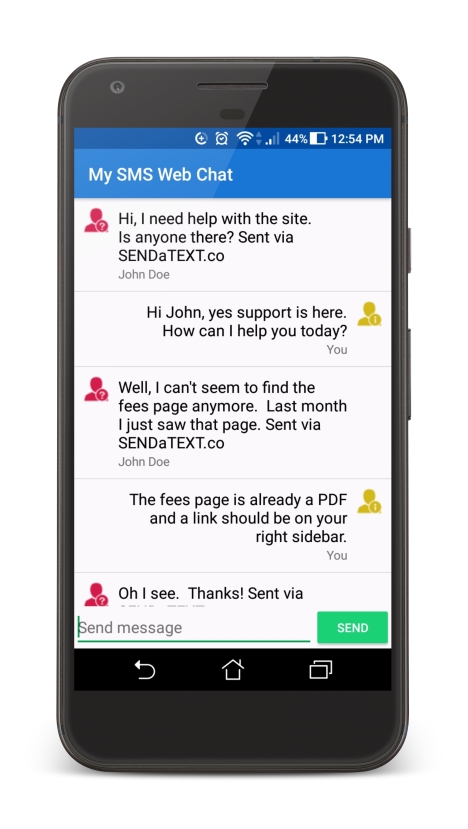 44% 12:54 PM
My SMS Web Chat
Hi, I need help with the site.
Is anyone there? Sent via
SENDaTEXT.co
John Doe
Hi John, yes support is here.
How can I help you today?
You
Well, I can't seem to find the
fees page anymore.  Last month
I just saw that page. Sent via
SENDaTEXT.co
John Doe
The fees page is already a PDF
and a link should be on your
right sidebar.
You
Oh I see.  Thanks! Sent via
Send message
SEND